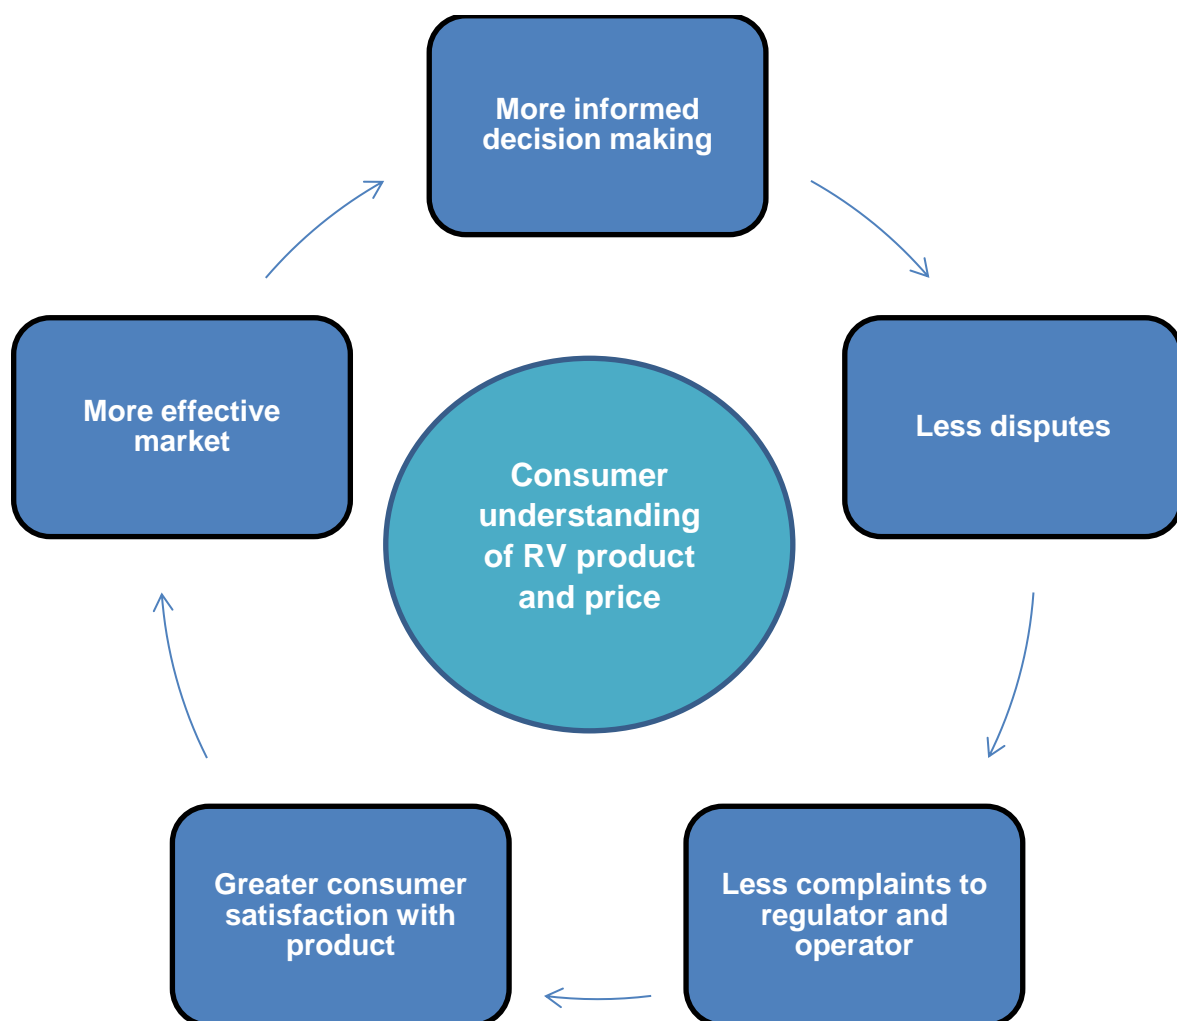 More informed
decision making
Less disputes
Less complaints to
regulator and
operator
Greater consumer
satisfaction with
product
More effective
market
Consumer
understanding
of RV product
and price